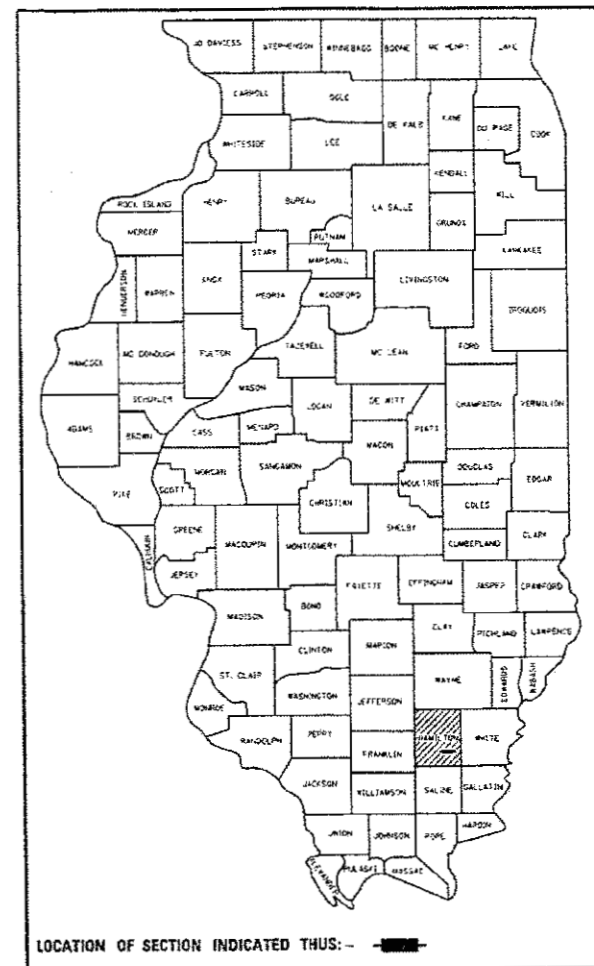 JO DAVIESS STEPHENSON WINNEBAGO BOONE MC HENRY LAKE
CARROLL OGLE DE KALB KANE DU PAGE COOK
WHITESIDE LEE
KENDALL WILL
ROCK ISLAND HENRY BUREAU LA SALLE GRUNDY
MERCER PUTNAM KANKAKEE
STARK MARSHALL
HENDERSON WARREN KNOX PEORIA WOODFORD LIVINGSTON IROQUOIS
HANCOCK MC DONOUGH FULTON TAZEWELL MC LEAN FORD
MASON
SCHUYLER LOGAN DE WITT CHAMPAIGN VERMILION
ADAMS BROWN CASS MENARD PIATT
MACON
MORGAN SANGAMON DOUGLAS EDGAR
PIKE SCOTT CHRISTIAN MOULTRIE COLES
GREENE MACOUPIN MONTGOMERY SHELBY CUMBERLAND CLARK
CALHOUN JERSEY FAYETTE EFFINGHAM JASPER CRAWFORD
MADISON BOND
CLAY RICHLAND LAWRENCE
CLINTON MARION
ST. CLAIR WAYNE EDWARDS WABASH
WASHINGTON JEFFERSON
MONROE
RANDOLPH PERRY HAMILTON WHITE
FRANKLIN
JACKSON WILLIAMSON SALINE GALLATIN
UNION JOHNSON POPE HARDIN
ALEXANDER PULASKI MASSAC
LOCATION OF SECTION INDICATED THUS:-